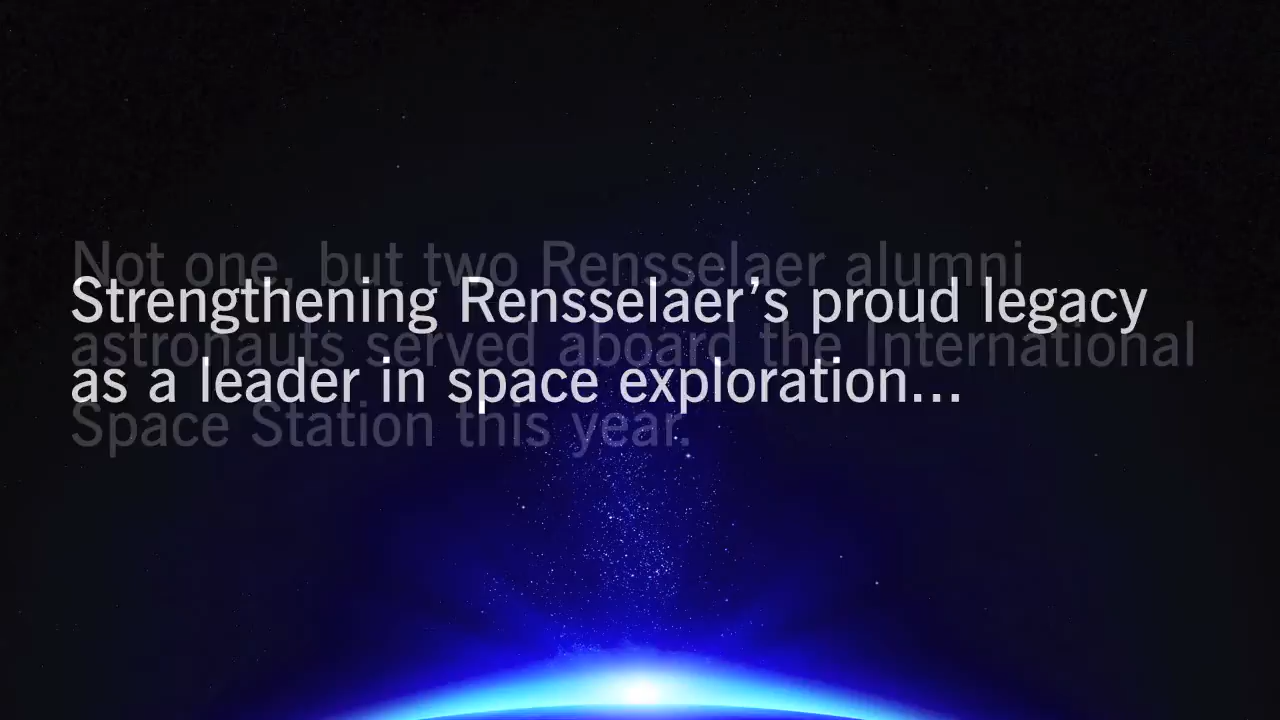 Strengthening Rensselaer’s proud legacy
as a leader in space exploration...
Not one, but two Rensselaer alumni
astronauts served aboard the International
Space Station this year.